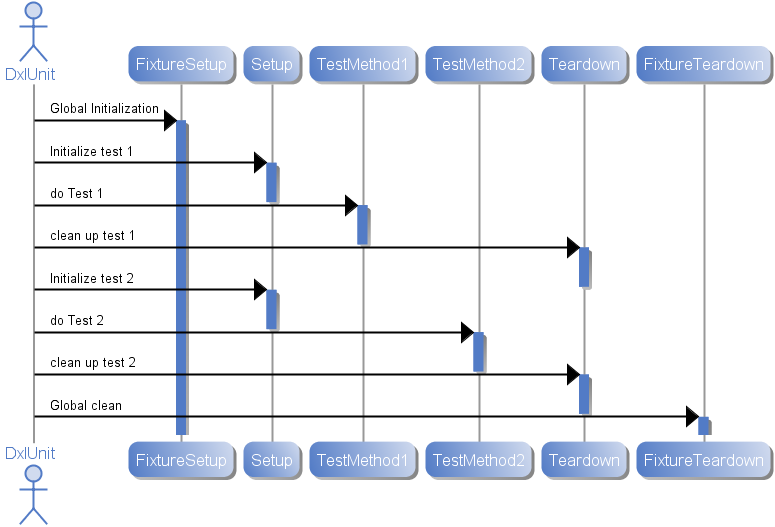 DxlUnit
FixtureSetup Setup TestMethod1 TestMethod2 Teardown FixtureTeardown
Global Initialization
Initialize test 1
do Test 1
clean up test 1
Initialize test 2
do Test 2
clean up test 2
Global clean
DxlUnit
FixtureSetup Setup TestMethod1 TestMethod2 Teardown FixtureTeardown